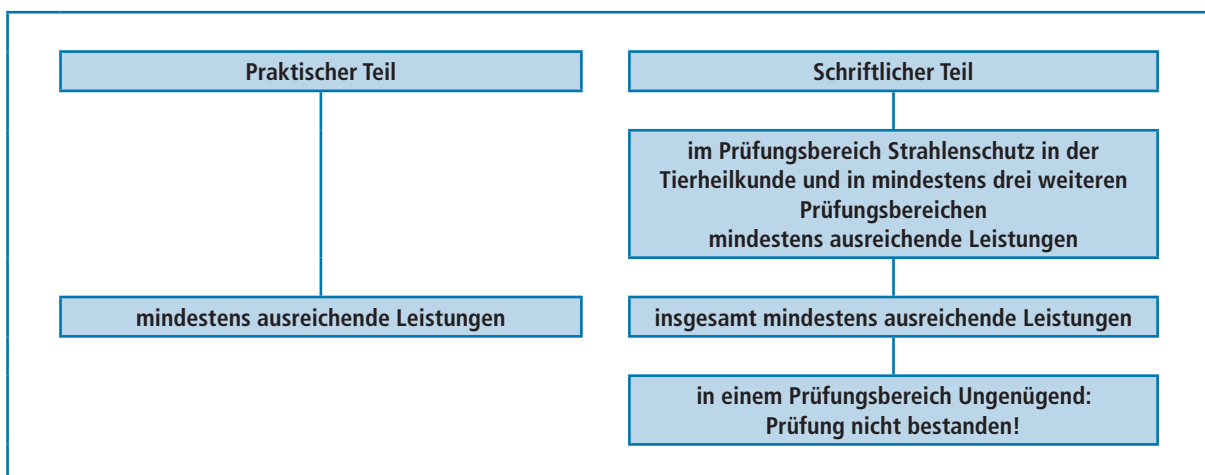 Praktischer Teil
mindestens ausreichende Leistungen
Schriftlicher Teil
im Prüfungsbereich Strahlenschutz in der
Tierheilkunde und in mindestens drei weiteren
Prüfungsbereichen
mindestens ausreichende Leistungen
insgesamt mindestens ausreichende Leistungen
in einem Prüfungsbereich Ungenügend:
Prüfung nicht bestanden!